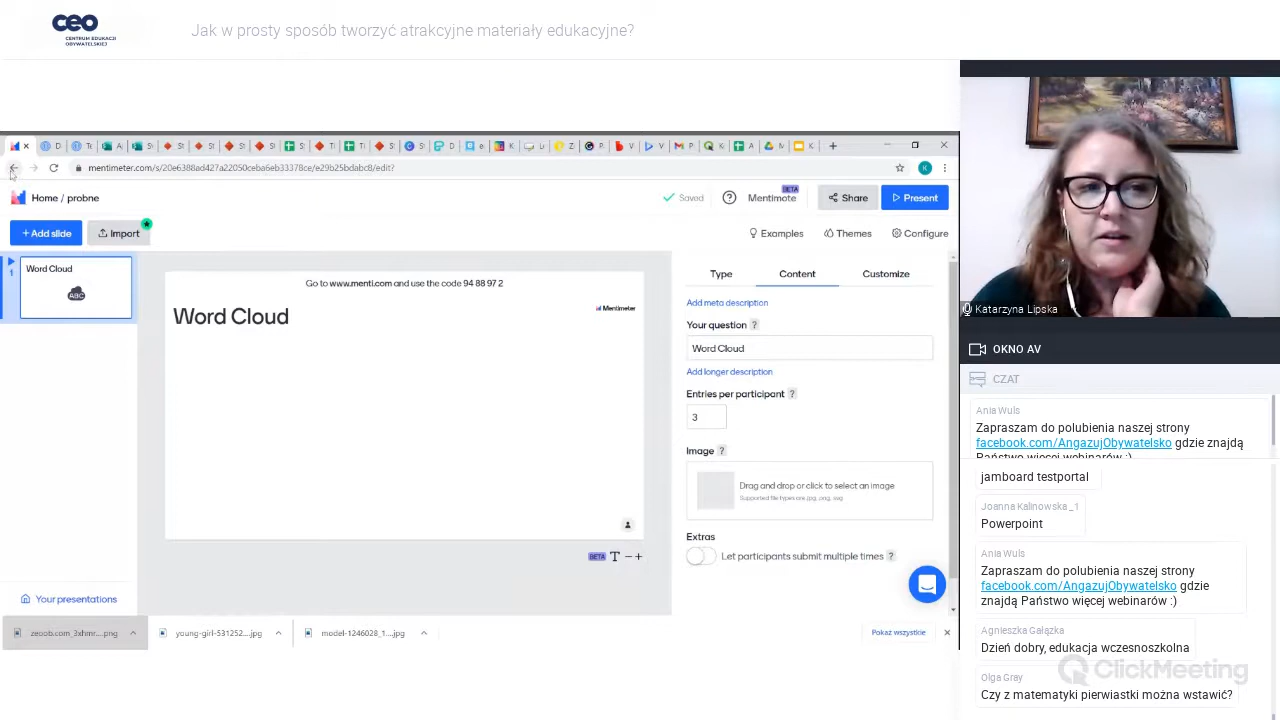 ceo
CENTRUM EDUKACJI
OBYWATELSKIEJ
Jak w prosty sposób tworzyć atrakcyjne materiały edukacyjne?
mentimeter.com/s/20e6388ad427a22050ceba6eb33378ce/e29b25bdabc8/edit?
Home / probne
Saved
Mentimote
BETA
Share
Present
+ Add slide
Import
Examples
Themes
Configure
1
Word Cloud
ABC
Go to www.menti.com and use the code 94 88 97 2
Word Cloud
Mentimeter
BETA T − +
Your presentations
Type
Content
Customize
Add meta description
Your question ?
Word Cloud
Add longer description
Entries per participant ?
3
Image ?
Drag and drop or click to select an image
Supported file types are .jpg, .png, .svg
Extras
Let participants submit multiple times ?
zeoob.com_3xhmr....png
young-girl-531252....jpg
model-1246028_1....jpg
Pokaż wszystkie
Katarzyna Lipska
OKNO AV
CZAT
Ania Wuls
Zapraszam do polubienia naszej strony
facebook.com/AngazujObywatelsko gdzie znajdą
Państwo więcej webinarów :)
jamboard testportal
Joanna Kalinowska _1
Powerpoint
Ania Wuls
Zapraszam do polubienia naszej strony
facebook.com/AngazujObywatelsko gdzie
znajdą Państwo więcej webinarów :)
Agnieszka Gałązka
Dzień dobry, edukacja wczesnoszkolna
ClickMeeting
Olga Gray
Czy z matematyki pierwiastki można wstawić?